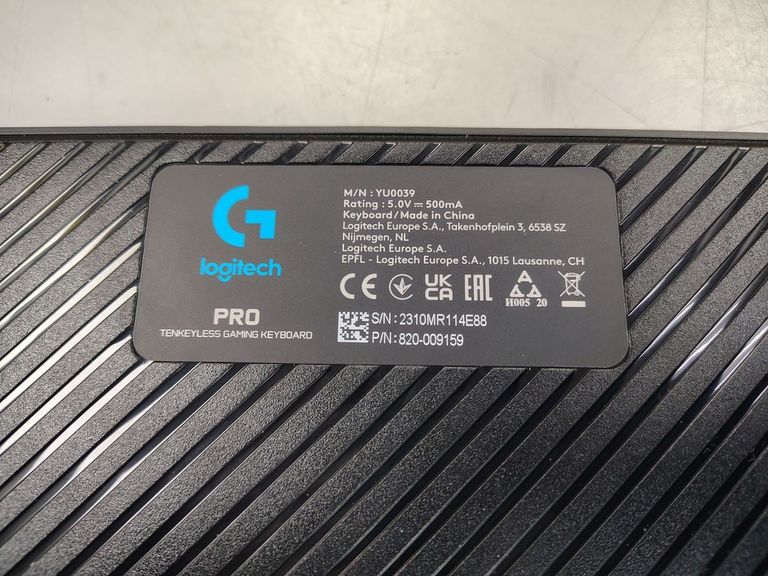 M/N : YU0039
Rating : 5.0V ⎓ 500mA
Keyboard / Made in China
Logitech Europe S.A., Takenhofplein 3, 6538 SZ
Nijmegen, NL
Logitech Europe S.A.
EPFL - Logitech Europe S.A., 1015 Lausanne, CH
G
logitech
CE UK CA EAC
И005 20
PRO
TENKEYLESS GAMING KEYBOARD
S/N : 2310MR114E88
P/N: 820-009159